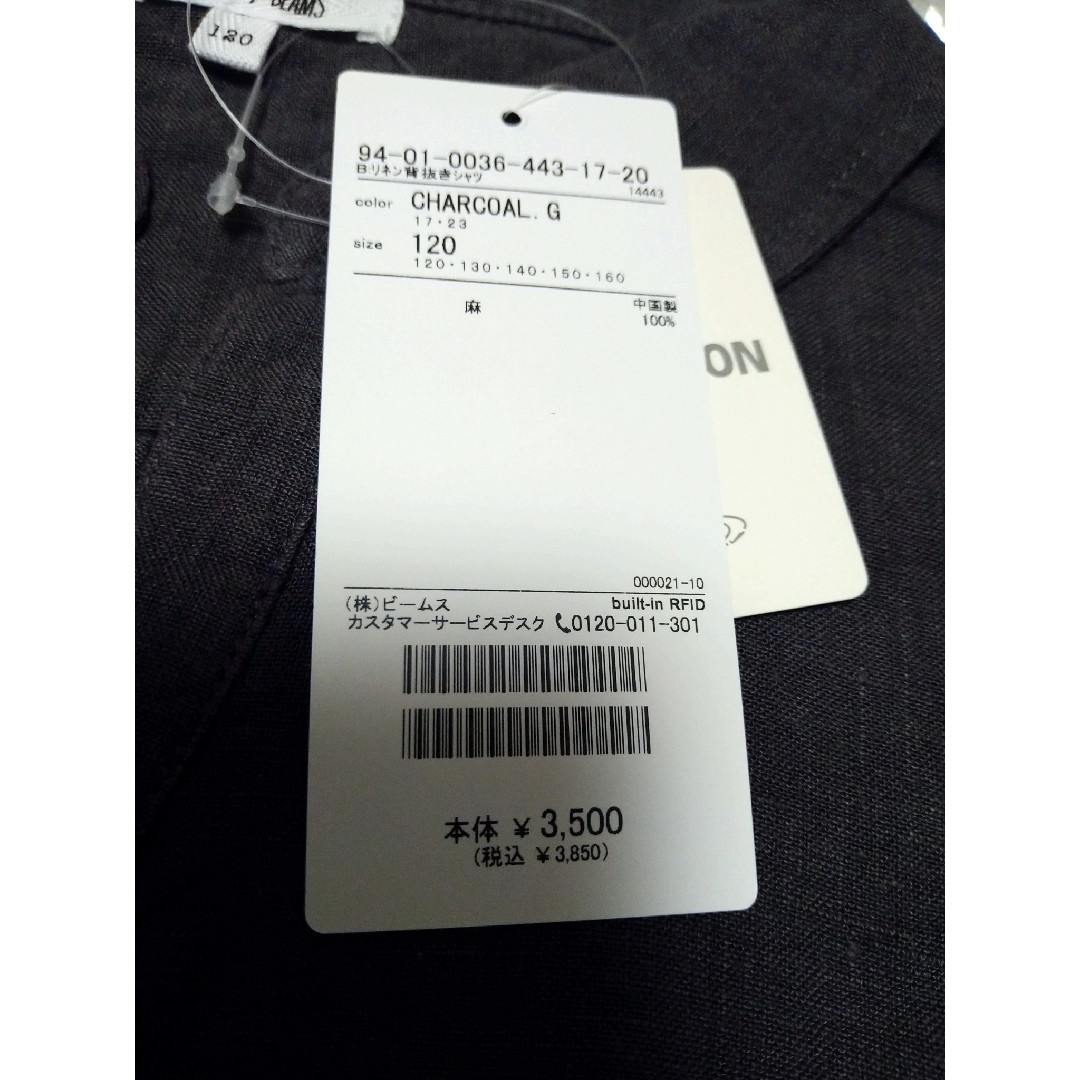 BEAMS
120
94-01-0036-443-17-20
B:リネン背抜きシャツ
14443
color CHARCOAL. G
17・23
size 120
120・130・140・150・160
麻 中国製
100%
ON
000021-10
(株)ビームス built-in RFID
カスタマーサービスデスク 0120-011-301
本体 ¥ 3,500
(税込 ¥3,850)